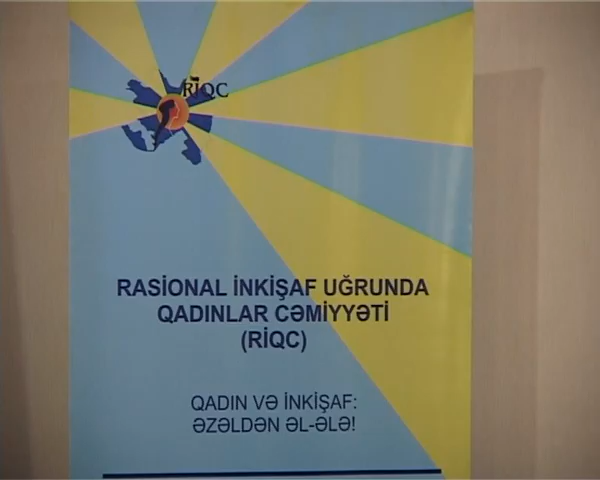 RİQC
RASİONAL İNKİŞAF UĞRUNDA
QADINLAR CƏMİYYƏTİ
(RİQC)
QADIN VƏ İNKİŞAF:
ƏZƏLDƏN ƏL-ƏLƏ!